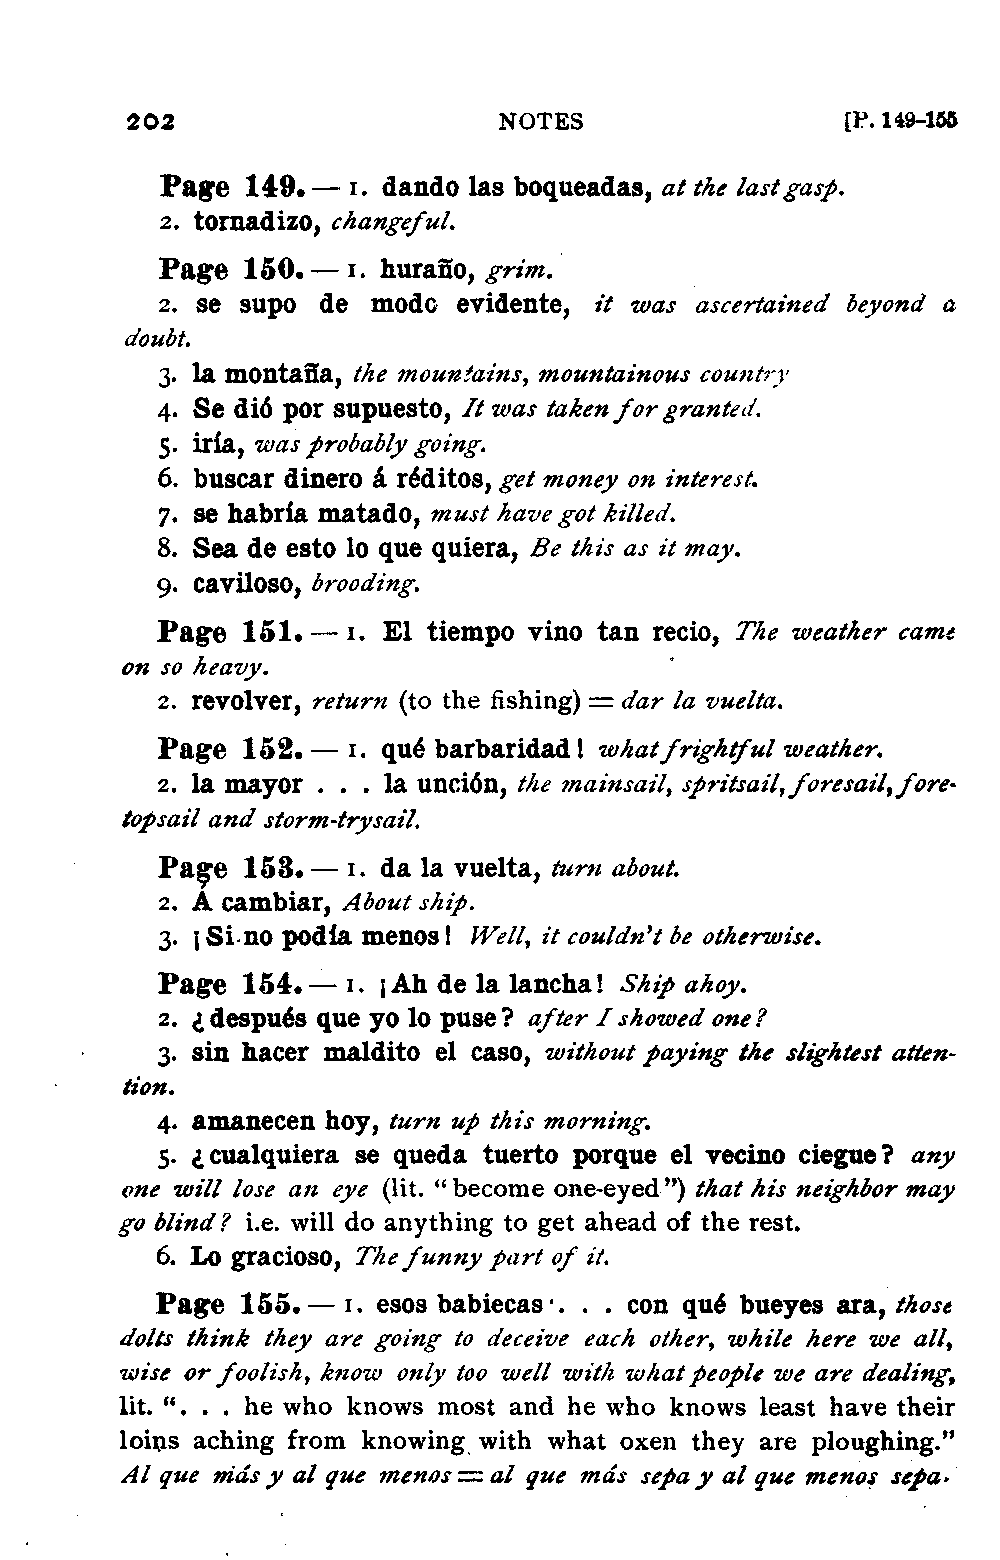 202 NOTES [P. 149–155
Page 149. — 1. dando las boqueadas, at the last gasp.
2. tornadizo, changeful.
Page 150. — 1. huraño, grim.
2. se supo de modo evidente, it was ascertained beyond a
doubt.
3. la montaña, the mountains, mountainous country
4. Se dió por supuesto, It was taken for granted.
5. iría, was probably going.
6. buscar dinero á réditos, get money on interest.
7. se habría matado, must have got killed.
8. Sea de esto lo que quiera, Be this as it may.
9. caviloso, brooding.
Page 151. — 1. El tiempo vino tan recio, The weather came
on so heavy.
2. revolver, return (to the fishing) = dar la vuelta.
Page 152. — 1. qué barbaridad! what frightful weather.
2. la mayor . . . la unción, the mainsail, spritsail, foresail, fore-
topsail and storm-trysail.
Page 153. — 1. da la vuelta, turn about.
2. Á cambiar, About ship.
3. ¡Si no podía menos! Well, it couldn't be otherwise.
Page 154. — 1. ¡Ah de la lancha! Ship ahoy.
2. ¿después que yo lo puse? after I showed one?
3. sin hacer maldito el caso, without paying the slightest atten-
tion.
4. amanecen hoy, turn up this morning.
5. ¿cualquiera se queda tuerto porque el vecino ciegue? any
one will lose an eye (lit. "become one-eyed") that his neighbor may
go blind? i.e. will do anything to get ahead of the rest.
6. Lo gracioso, The funny part of it.
Page 155. — 1. esos babiecas . . . con qué bueyes ara, those
dolts think they are going to deceive each other, while here we all,
wise or foolish, know only too well with what people we are dealing,
lit. ". . . he who knows most and he who knows least have their
loins aching from knowing with what oxen they are ploughing."
Al que más y al que menos = al que más sepa y al que menos sepa.